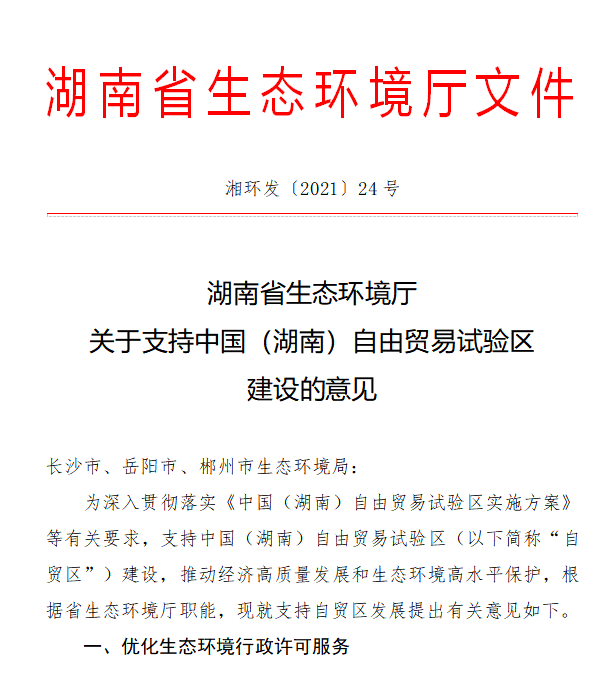 湖南省生态环境厅文件
湘环发〔2021〕24 号
湖南省生态环境厅
关于支持中国（湖南）自由贸易试验区
建设的意见
长沙市、岳阳市、郴州市生态环境局：
为深入贯彻落实《中国（湖南）自由贸易试验区实施方案》
等有关要求，支持中国（湖南）自由贸易试验区（以下简称“自
贸区”）建设，推动经济高质量发展和生态环境高水平保护，根
据省生态环境厅职能，现就支持自贸区发展提出有关意见如下。
一、优化生态环境行政许可服务